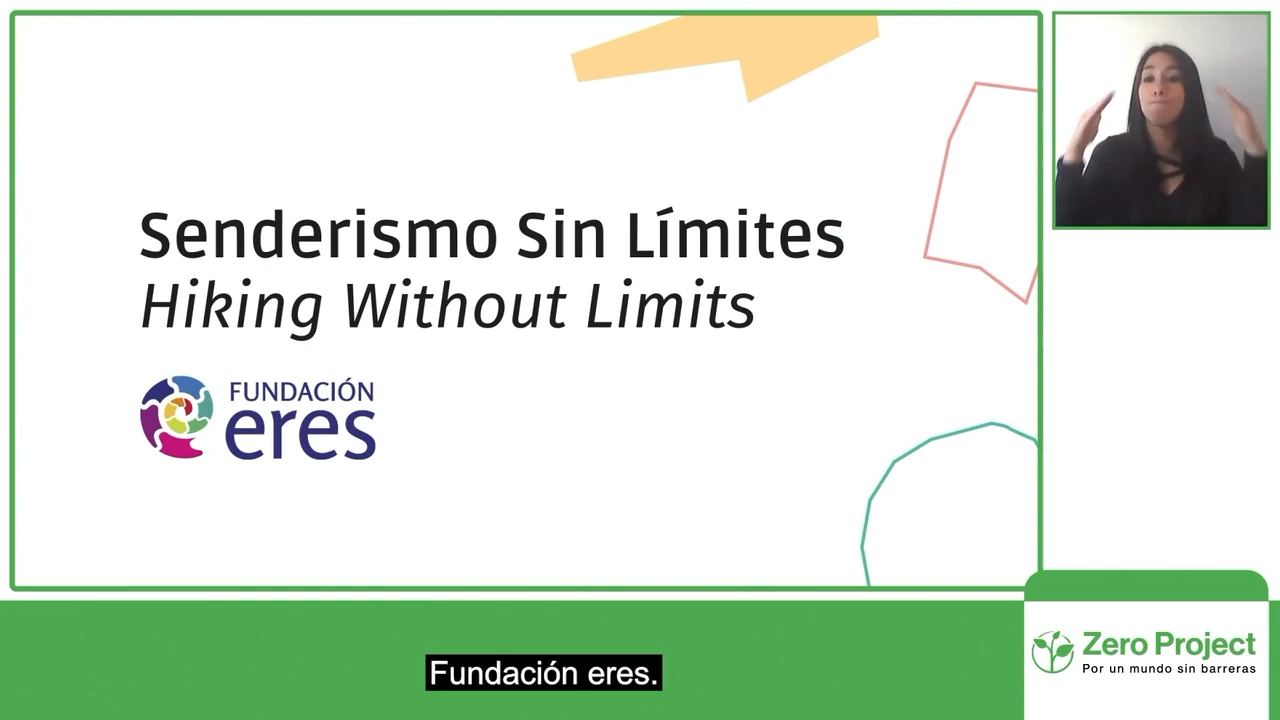 Senderismo Sin Límites
Hiking Without Limits
FUNDACIÓN
eres
Fundación eres.
Zero Project
Por un mundo sin barreras